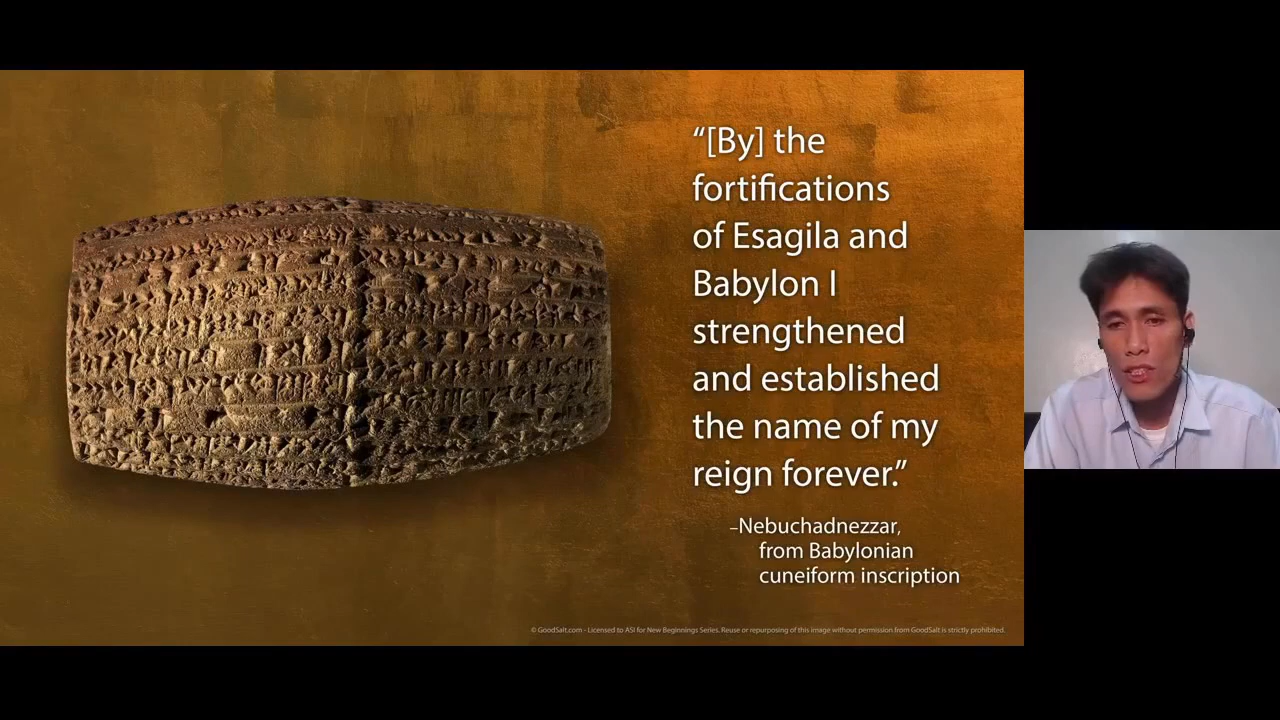 “[By] the
fortifications
of Esagila and
Babylon I
strengthened
and established
the name of my
reign forever.”
–Nebuchadnezzar,
from Babylonian
cuneiform inscription
© GoodSalt.com - Licensed to ASI for New Beginnings Series. Reuse or repurposing of this image without permission from GoodSalt is strictly prohibited.